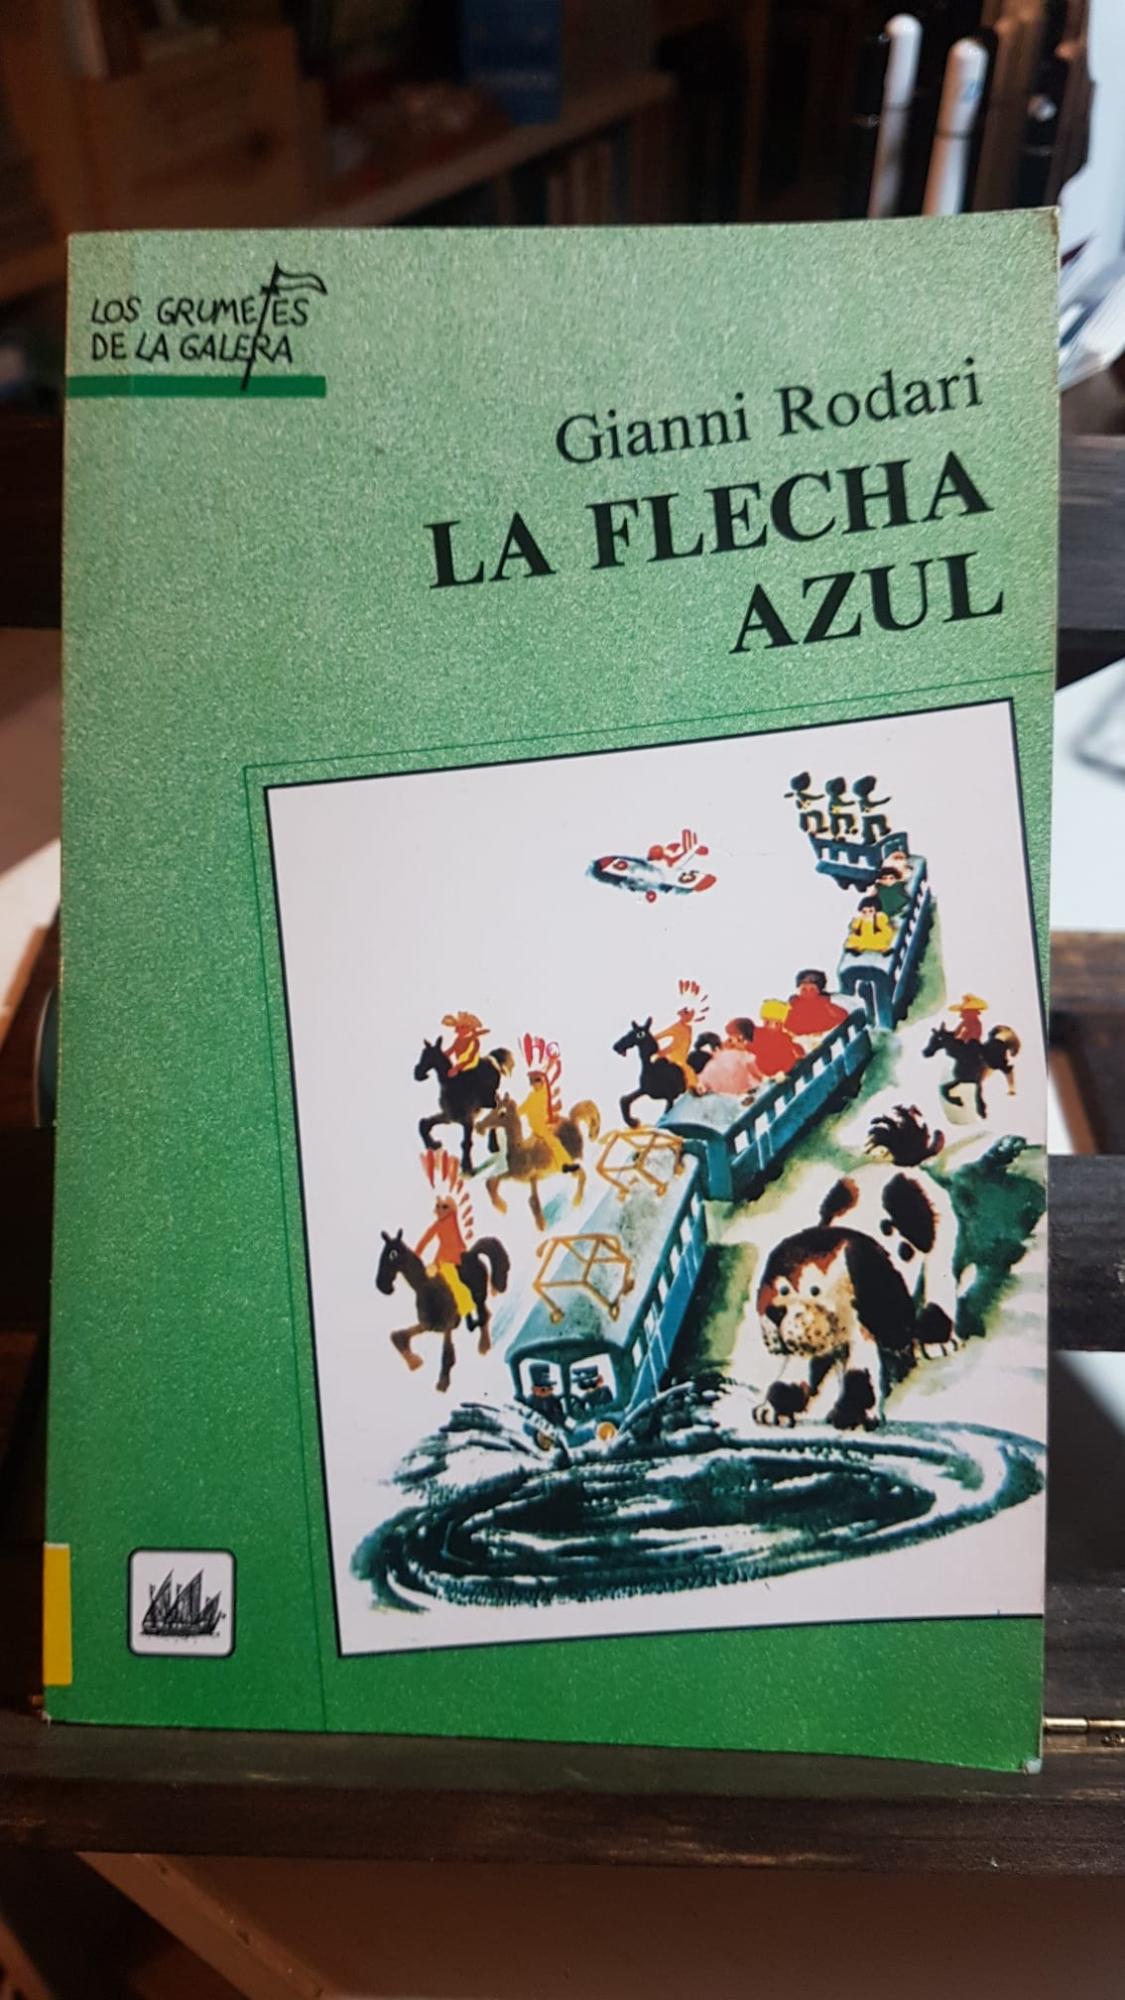 LOS GRUMETES
DE LA GALERA
Gianni Rodari
LA FLECHA
AZUL